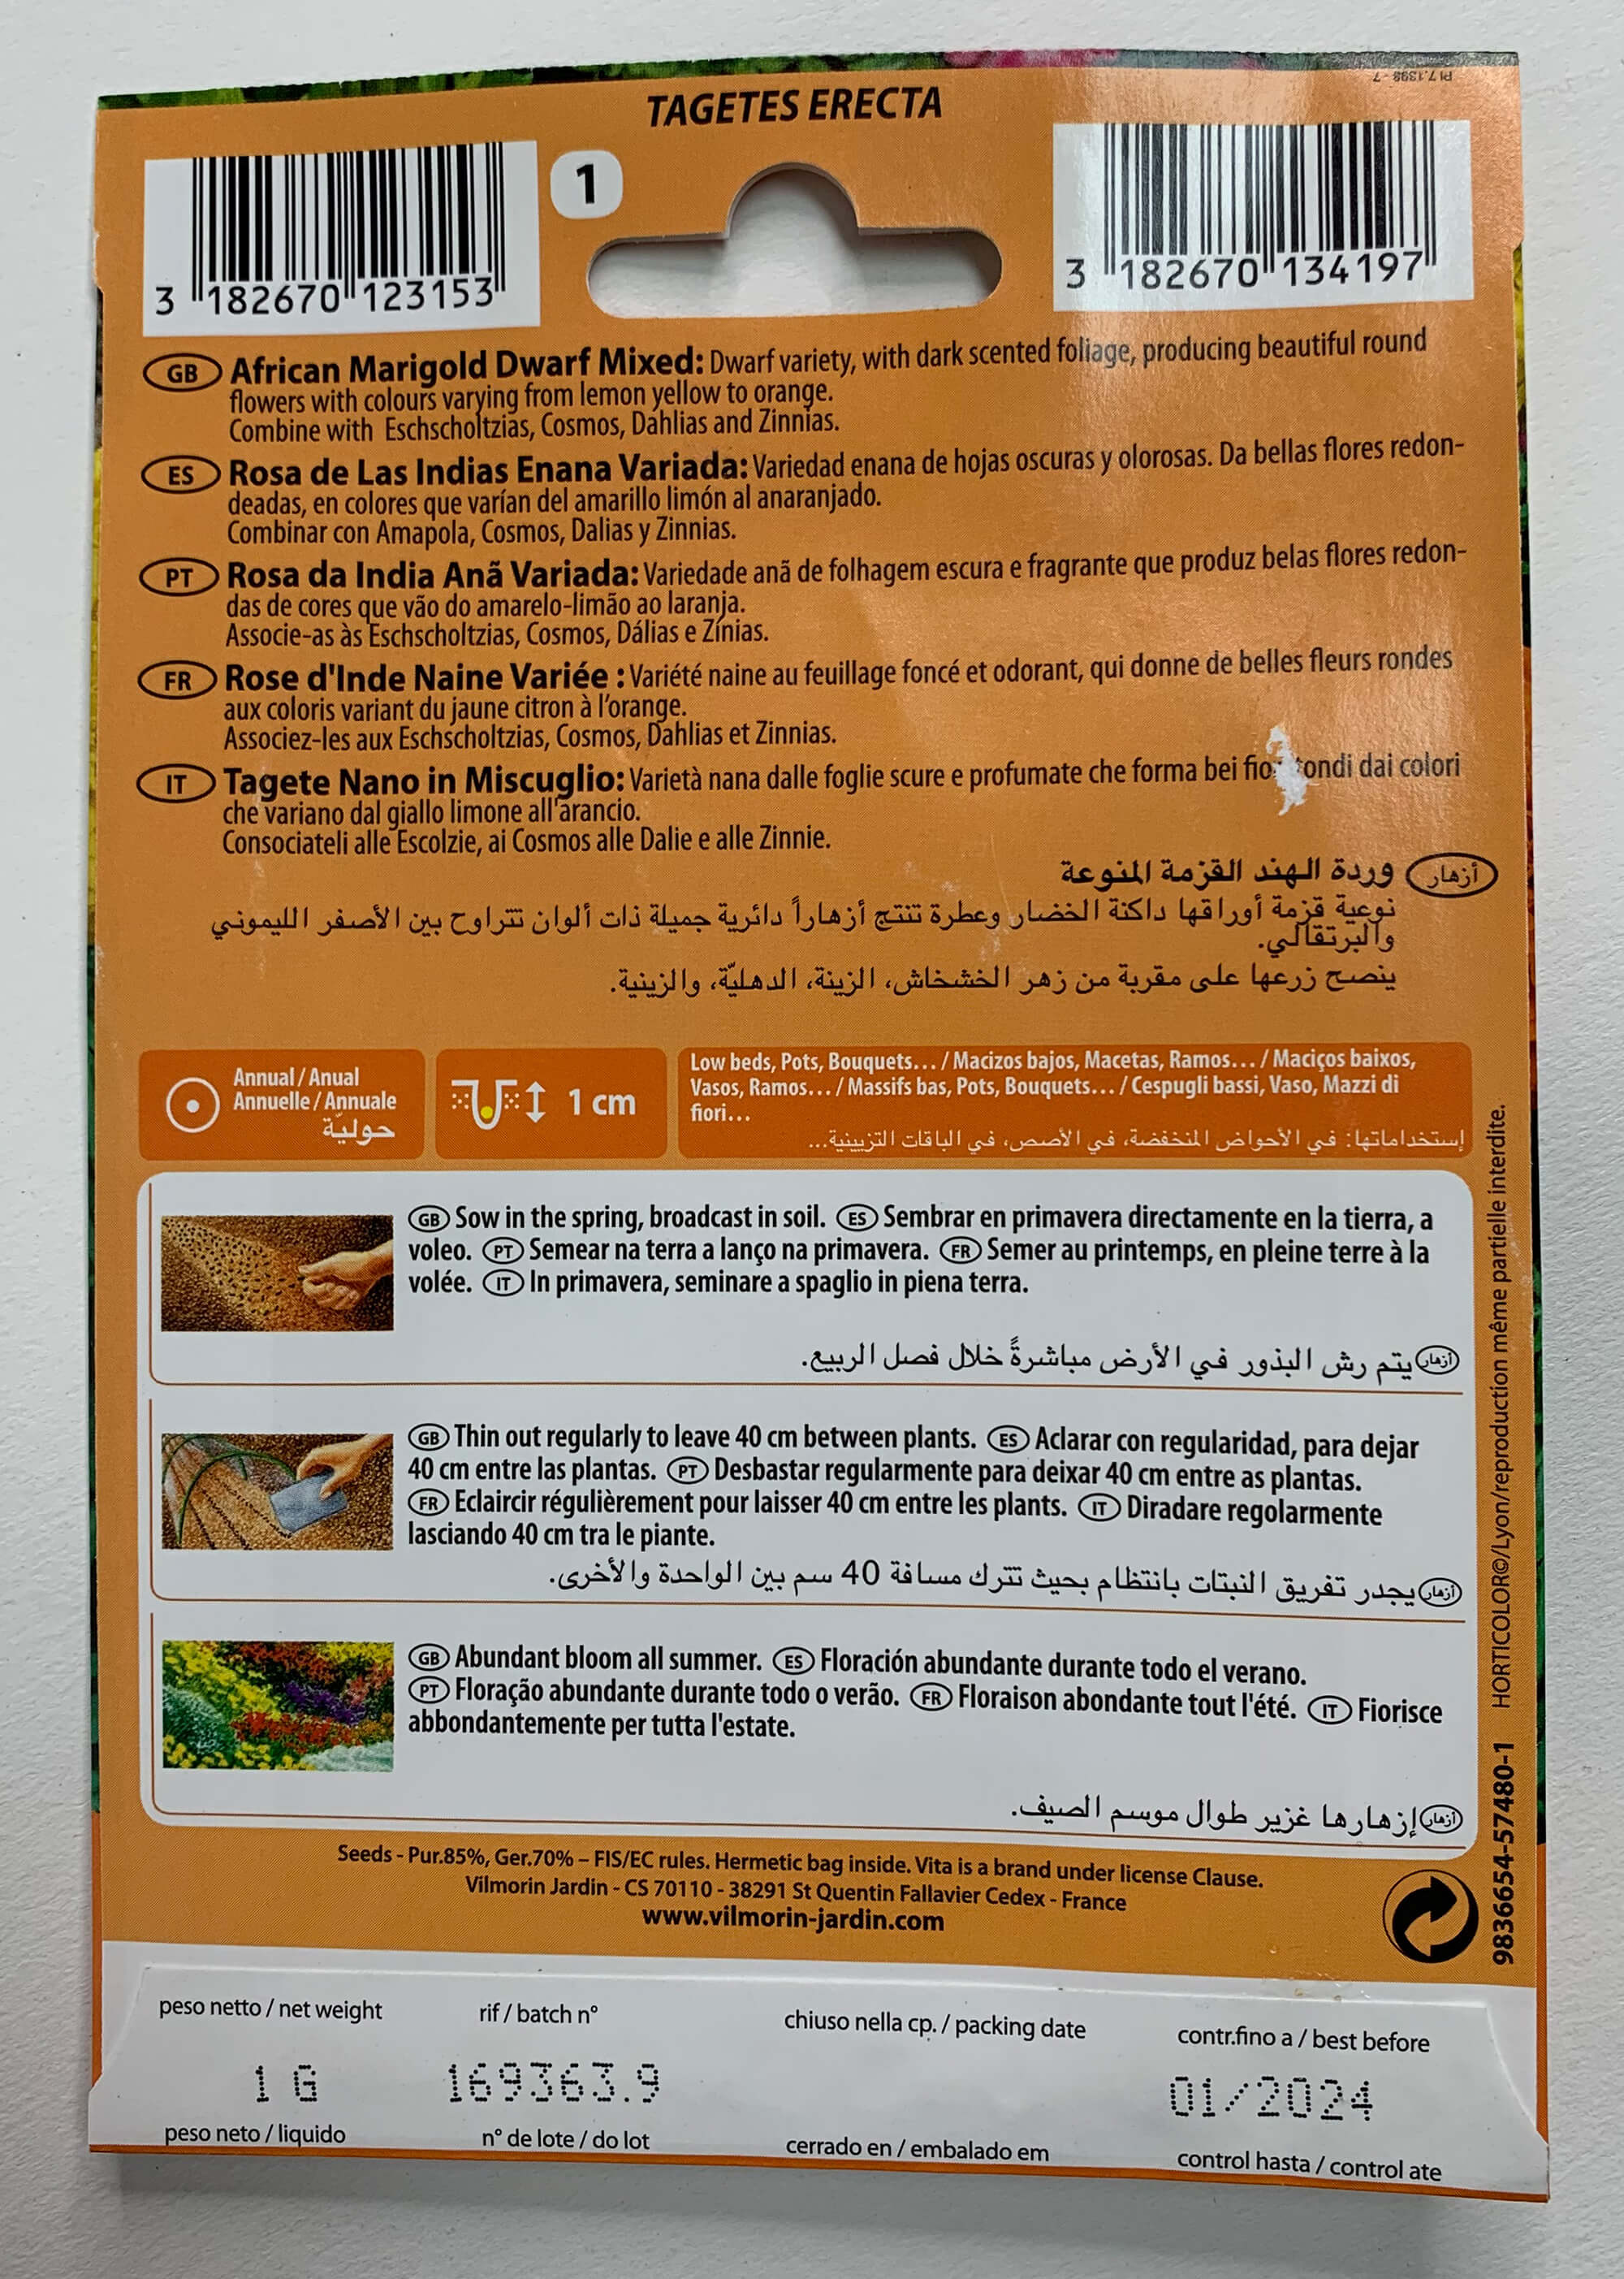 Pf 7.1398 - 7
TAGETES ERECTA
1
3 182670 123153
3 182670 134197
GB African Marigold Dwarf Mixed: Dwarf variety, with dark scented foliage, producing beautiful round
flowers with colours varying from lemon yellow to orange.
Combine with Eschscholtzias, Cosmos, Dahlias and Zinnias.
ES Rosa de Las Indias Enana Variada: Variedad enana de hojas oscuras y olorosas. Da bellas flores redon-
deadas, en colores que varían del amarillo limón al anaranjado.
Combinar con Amapola, Cosmos, Dalias y Zinnias.
PT Rosa da India Anã Variada: Variedade anã de folhagem escura e fragrante que produz belas flores redon-
das de cores que vão do amarelo-limão ao laranja.
Associe-as às Eschscholtzias, Cosmos, Dálias e Zínias.
FR Rose d'Inde Naine Variée : Variété naine au feuillage foncé et odorant, qui donne de belles fleurs rondes
aux coloris variant du jaune citron à l'orange.
Associez-les aux Eschscholtzias, Cosmos, Dahlias et Zinnias.
IT Tagete Nano in Miscuglio: Varietà nana dalle foglie scure e profumate che forma bei dai colori
che variano dal giallo limone all'arancio.
Consociateli alle Escolzie, ai Cosmos alle Dalie e alle Zinnie.
أزهار وردة الهند القزمة المنوعة
نوعية قزمة أوراقها داكنة الخضار وعطرة تنتج أزهاراً دائرية جميلة ذات ألوان تتراوح بين الأصفر الليموني
والبرتقالي.
ينصح زرعها على مقربة من زهر الخشخاش، الزينة، الدهليّة، والزينية.
Annual / Anual
Annuelle / Annuale
حوليّة
1 cm
Low beds, Pots, Bouquets... / Macizos bajos, Macetas, Ramos... / Maciços baixos,
Vasos, Ramos... / Massifs bas, Pots, Bouquets... / Cespugli bassi, Vaso, Mazzi di
fiori...
إستخداماتها: في الأحواض المنخفضة، في الأصص، في الباقات التزيينية...
GB Sow in the spring, broadcast in soil. ES Sembrar en primavera directamente en la tierra, a
voleo. PT Semear na terra a lanço na primavera. FR Semer au printemps, en pleine terre à la
volée. IT In primavera, seminare a spaglio in piena terra.
أزهار يتم رش البذور في الأرض مباشرةً خلال فصل الربيع.
GB Thin out regularly to leave 40 cm between plants. ES Aclarar con regularidad, para dejar
40 cm entre las plantas. PT Desbastar regularmente para deixar 40 cm entre as plantas.
FR Eclaircir régulièrement pour laisser 40 cm entre les plants. IT Diradare regolarmente
lasciando 40 cm tra le piante.
أزهار يجدر تفريق النبتات بانتظام بحيث تترك مسافة 40 سم بين الواحدة والأخرى.
GB Abundant bloom all summer. ES Floración abundante durante todo el verano.
PT Floração abundante durante todo o verão. FR Floraison abondante tout l'été. IT Fiorisce
abbondantemente per tutta l'estate.
أزهار إزهارها غزير طوال موسم الصيف.
Seeds - Pur.85%, Ger.70% – FIS/EC rules. Hermetic bag inside. Vita is a brand under license Clause.
Vilmorin Jardin - CS 70110 - 38291 St Quentin Fallavier Cedex - France
www.vilmorin-jardin.com
9836654-57480-1 HORTICOLOR©/Lyon/reproduction même partielle interdite.
peso netto / net weight
rif / batch n°
chiuso nella cp. / packing date
contr.fino a / best before
1 G
169363.9
01/2024
peso neto / liquido
n° de lote / do lot
cerrado en / embalado em
control hasta / control ate